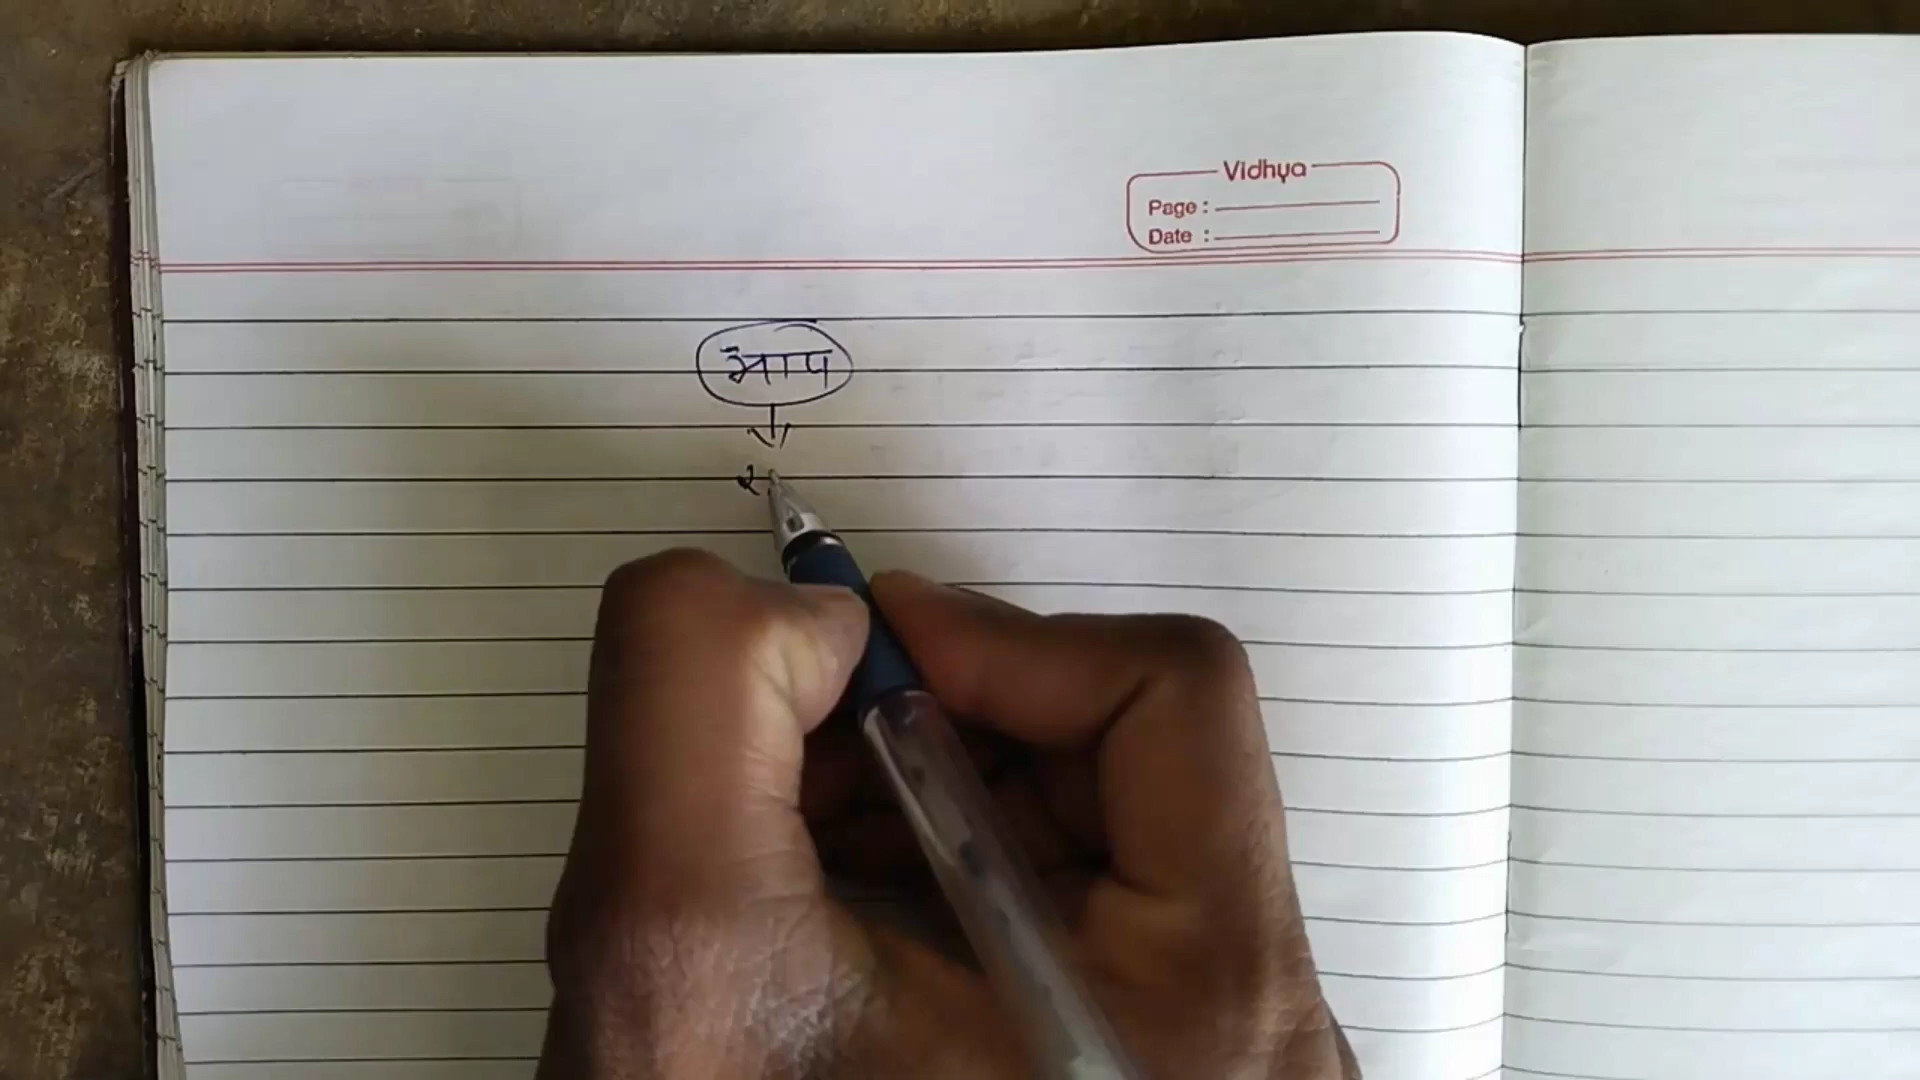 Vidhya
Page :
Date :
भाप